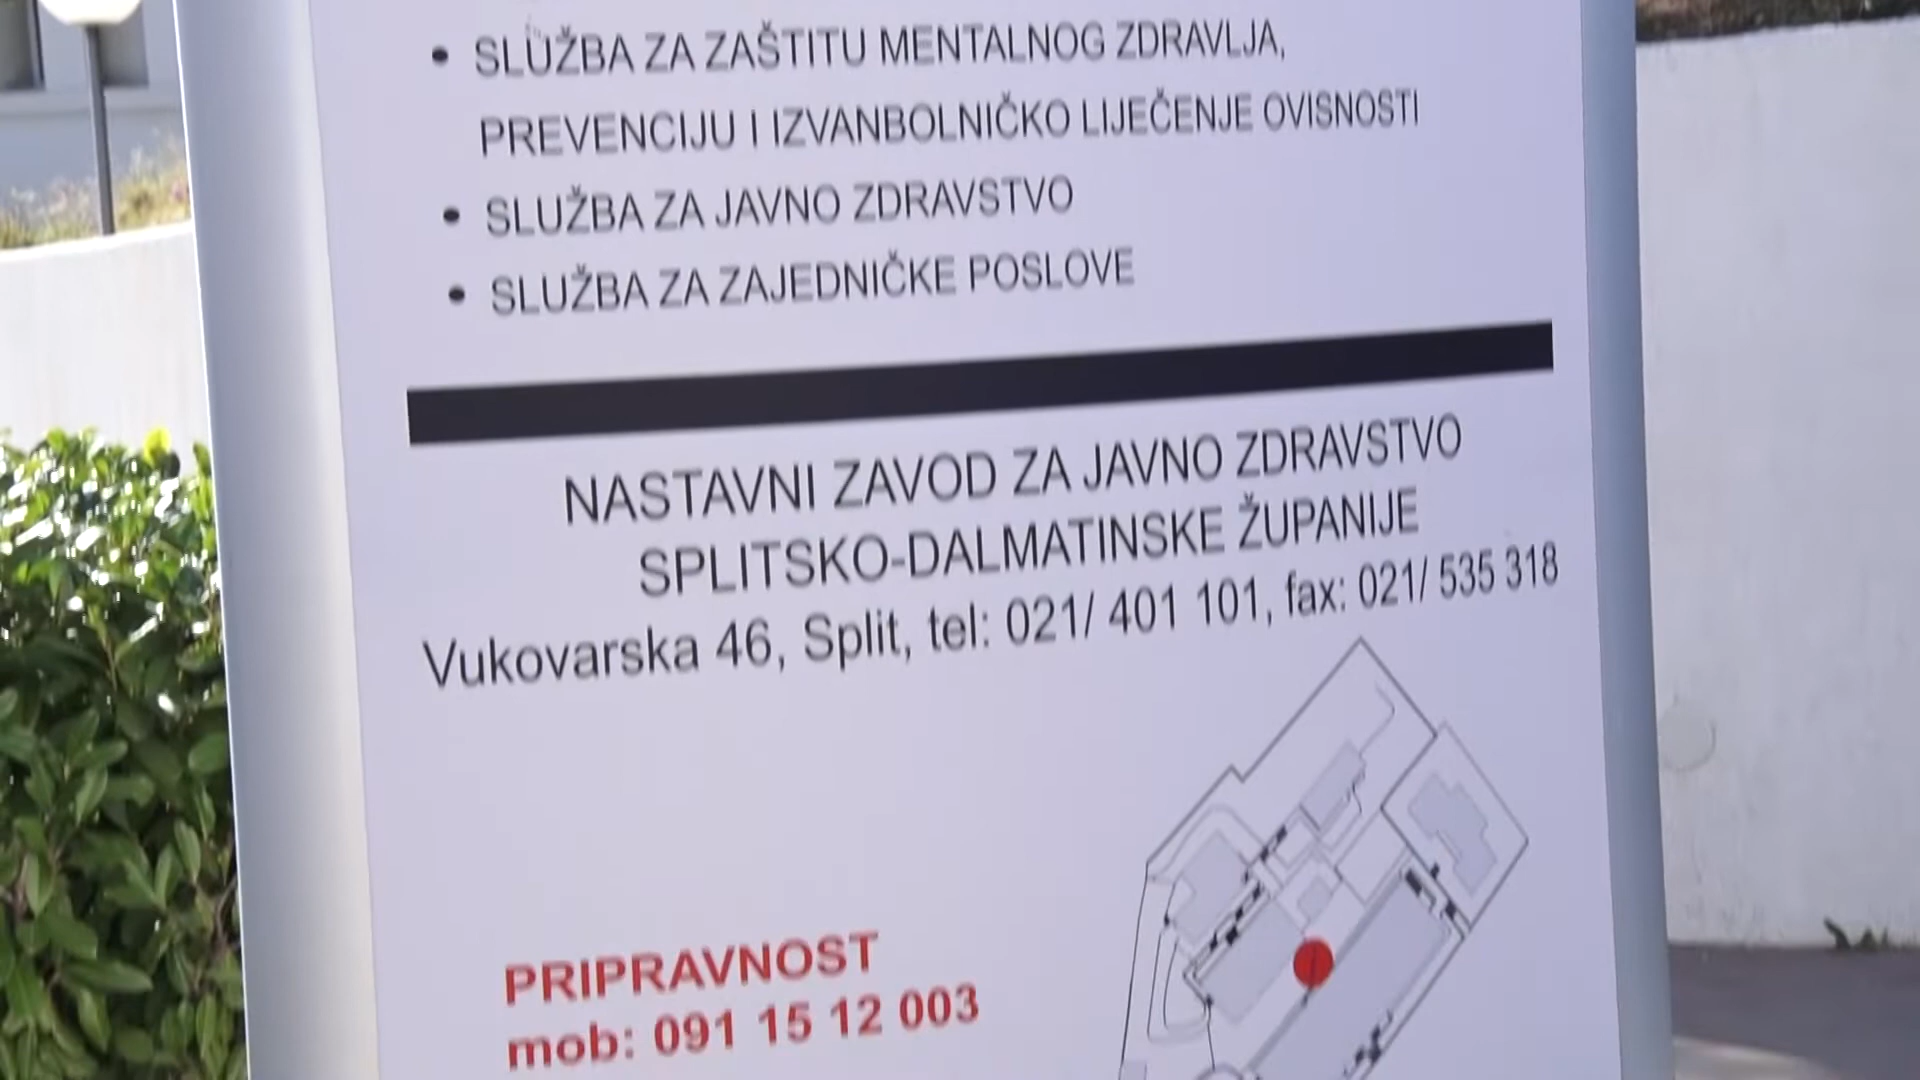 • SLUŽBA ZA ZAŠTITU MENTALNOG ZDRAVLJA,
PREVENCIJU I IZVANBOLNIČKO LIJEČENJE OVISNOSTI
• SLUŽBA ZA JAVNO ZDRAVSTVO
• SLUŽBA ZA ZAJEDNIČKE POSLOVE
NASTAVNI ZAVOD ZA JAVNO ZDRAVSTVO
SPLITSKO-DALMATINSKE ŽUPANIJE
Vukovarska 46, Split, tel: 021/ 401 101, fax: 021/ 535 318
PRIPRAVNOST
mob: 091 15 12 003